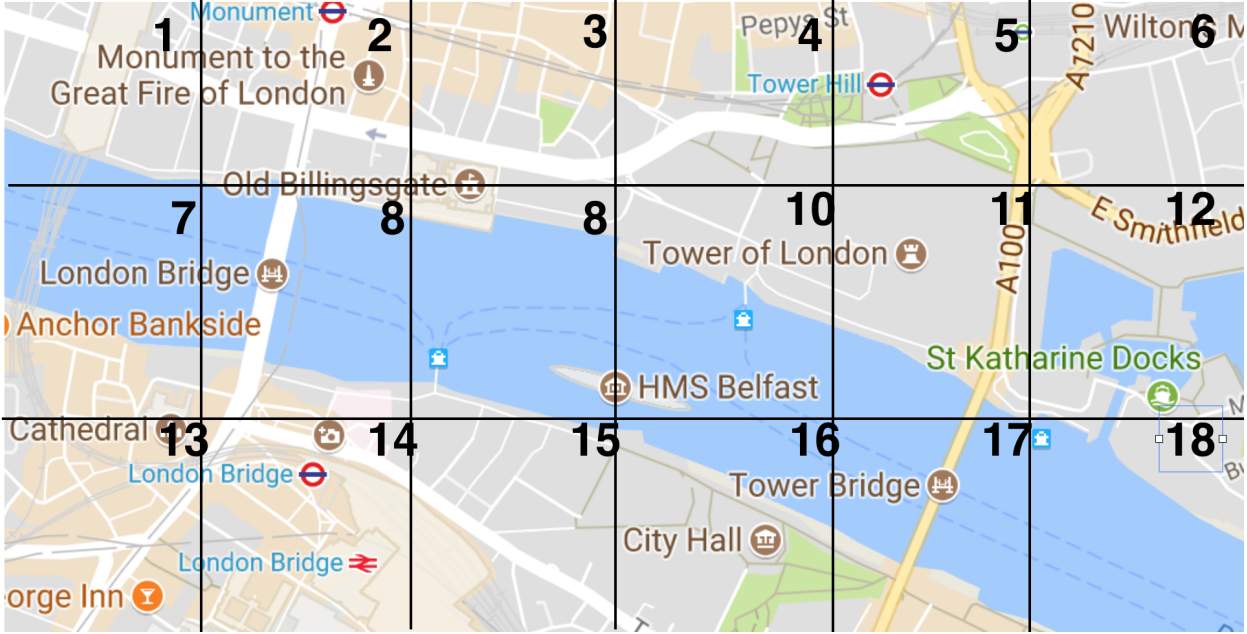 Monument
1
2
3
Pepys St
4
5
A1210
Wilton's M
6
Monument to the
Great Fire of London
Tower Hill
Old Billingsgate
7
8
8
10
11
12
E Smithfield
Tower of London
A100
London Bridge
Anchor Bankside
St Katharine Docks
HMS Belfast
Cathedral
13
14
15
16
17
18
London Bridge
Tower Bridge
City Hall
London Bridge
orge Inn